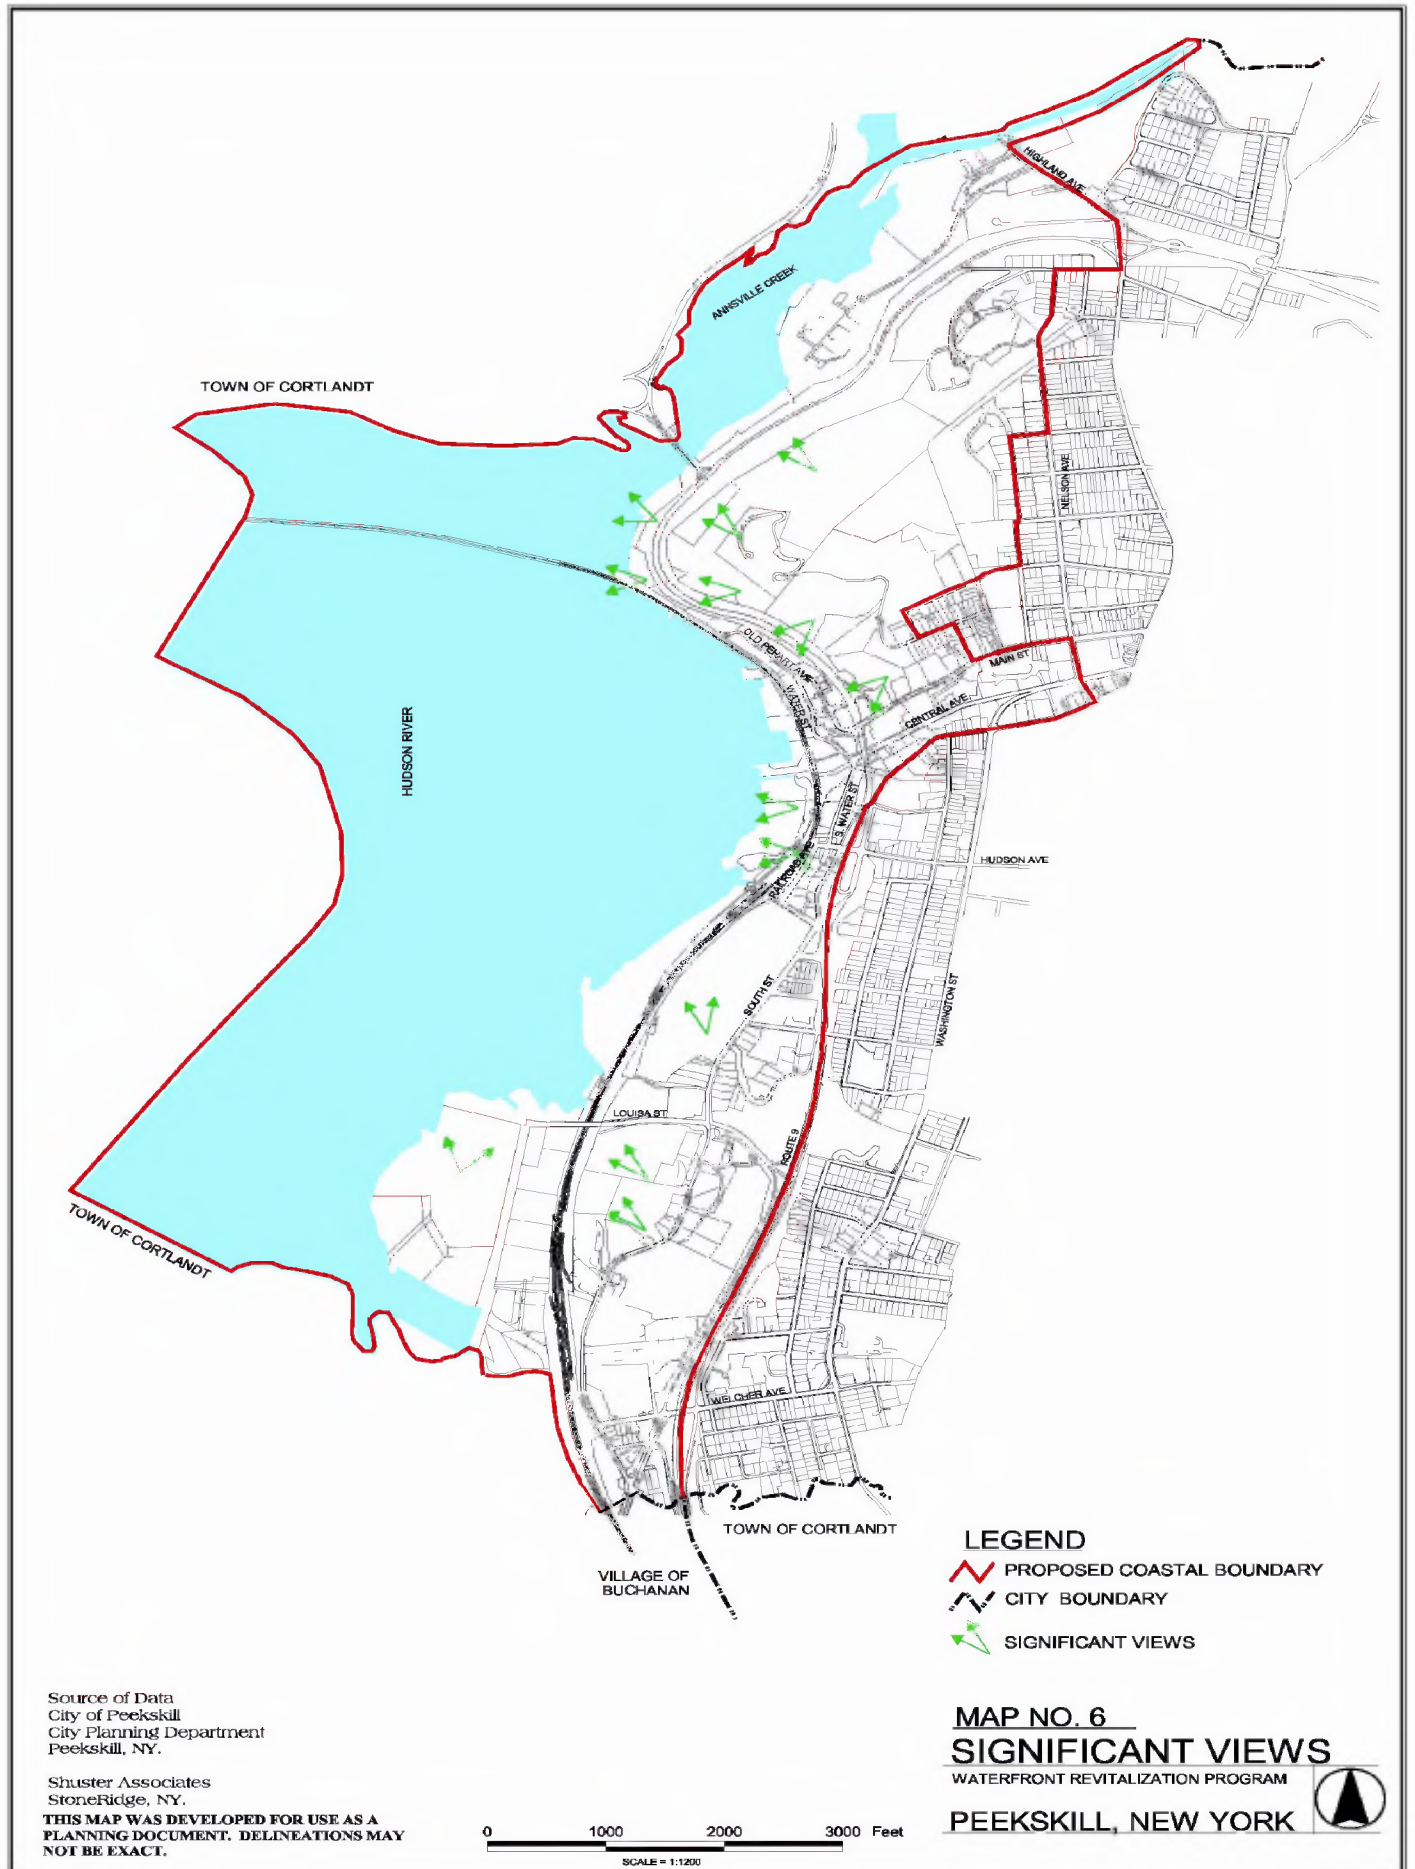 HIGHLAND AVE
ANNSVILLE CREEK
TOWN OF CORTLANDT
NELSON AVE
OLD PEKART AVE
MAIN ST
WATER ST
CENTRAL AVE
HUDSON RIVER
S. WATER ST
RAILROAD AVE
HUDSON AVE
SOUTH ST
WASHINGTON ST
LOUISA ST
ROUTE 9
TOWN OF CORTLANDT
WELCHER AVE
TOWN OF CORTLANDT
VILLAGE OF
BUCHANAN
LEGEND
PROPOSED COASTAL BOUNDARY
CITY BOUNDARY
SIGNIFICANT VIEWS
Source of Data
City of Peekskill
City Planning Department
Peekskill, NY.
Shuster Associates
StoneRidge, NY.
THIS MAP WAS DEVELOPED FOR USE AS A
PLANNING DOCUMENT. DELINEATIONS MAY
NOT BE EXACT.
0 1000 2000 3000 Feet
SCALE = 1:1200
MAP NO. 6
SIGNIFICANT VIEWS
WATERFRONT REVITALIZATION PROGRAM
PEEKSKILL, NEW YORK